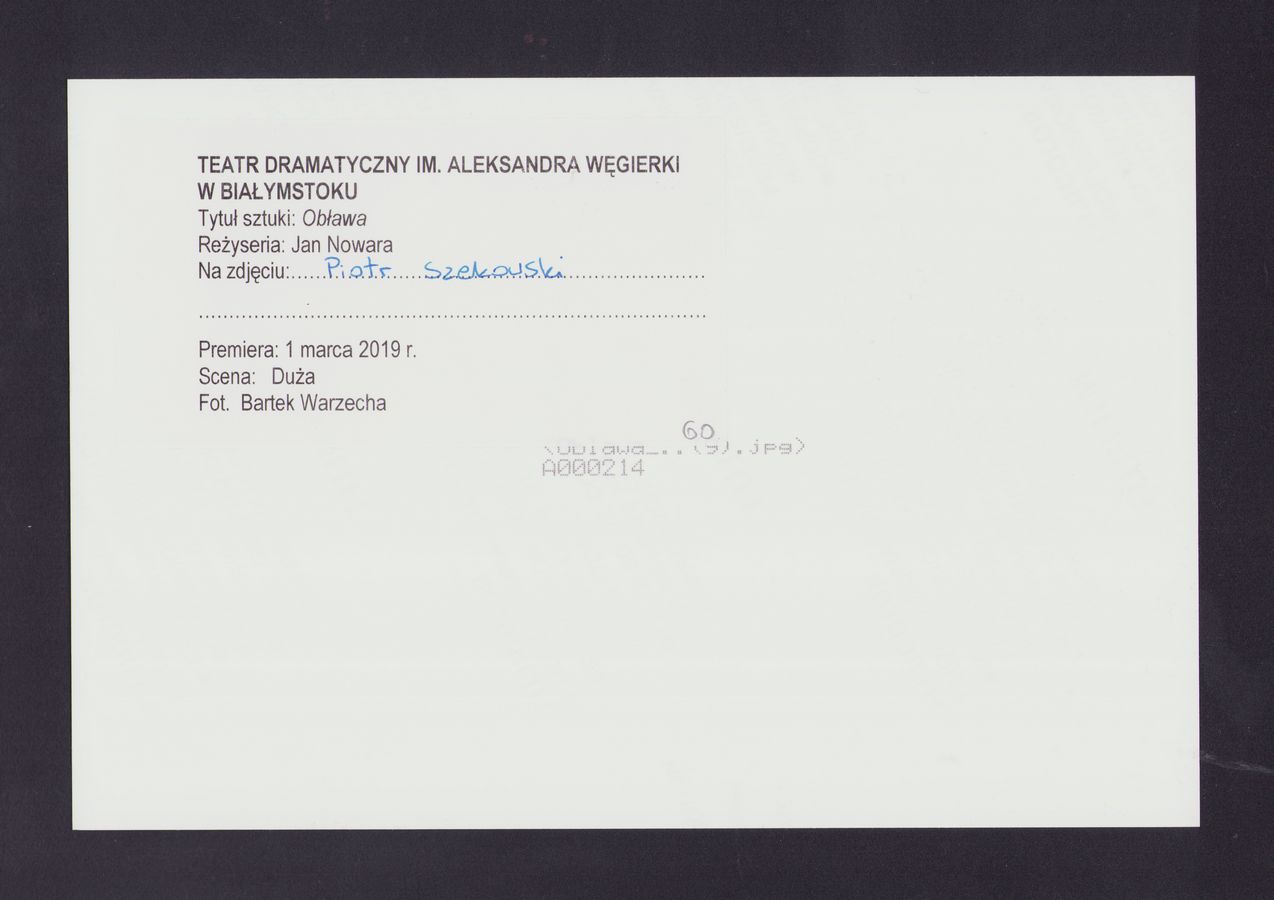 TEATR DRAMATYCZNY IM. ALEKSANDRA WĘGIERKI
W BIAŁYMSTOKU
Tytuł sztuki: Obława
Reżyseria: Jan Nowara
Na zdjęciu:......Piotr......Szekowski........................
....................................................................................
Premiera: 1 marca 2019 r.
Scena: Duża
Fot. Bartek Warzecha
60
A000214